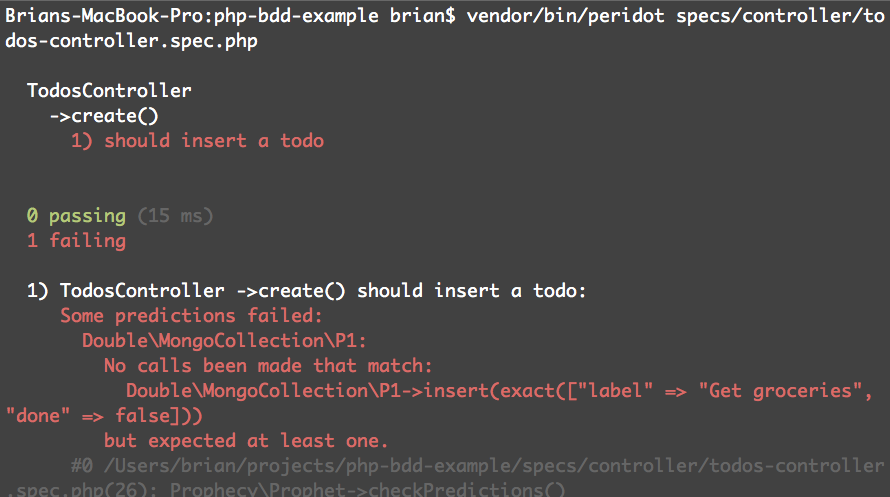 Brians-MacBook-Pro:php-bdd-example brian$ vendor/bin/peridot specs/controller/to
dos-controller.spec.php
TodosController
->create()
1) should insert a todo
0 passing (15 ms)
1 failing
1) TodosController ->create() should insert a todo:
Some predictions failed:
Double\MongoCollection\P1:
No calls been made that match:
Double\MongoCollection\P1->insert(exact(["label" => "Get groceries",
"done" => false]))
but expected at least one.
#0 /Users/brian/projects/php-bdd-example/specs/controller/todos-controller
.spec.php(26): Prophecy\Prophet->checkPredictions()